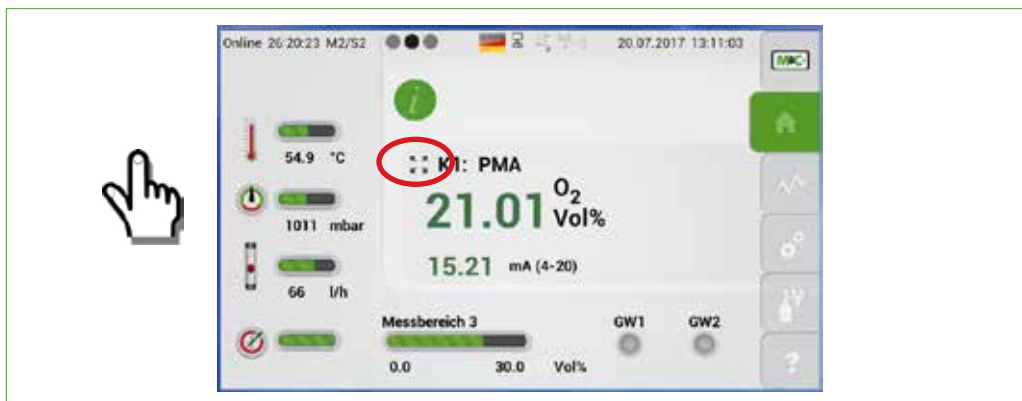 Online 26:20:23 M2/S2
20.07.2017 13:11:03
M&C
i
54.9 °C
1011 mbar
66 l/h
K1: PMA
21.01 O2 Vol%
15.21 mA (4-20)
Messbereich 3
0.0 30.0 Vol%
GW1 GW2
?